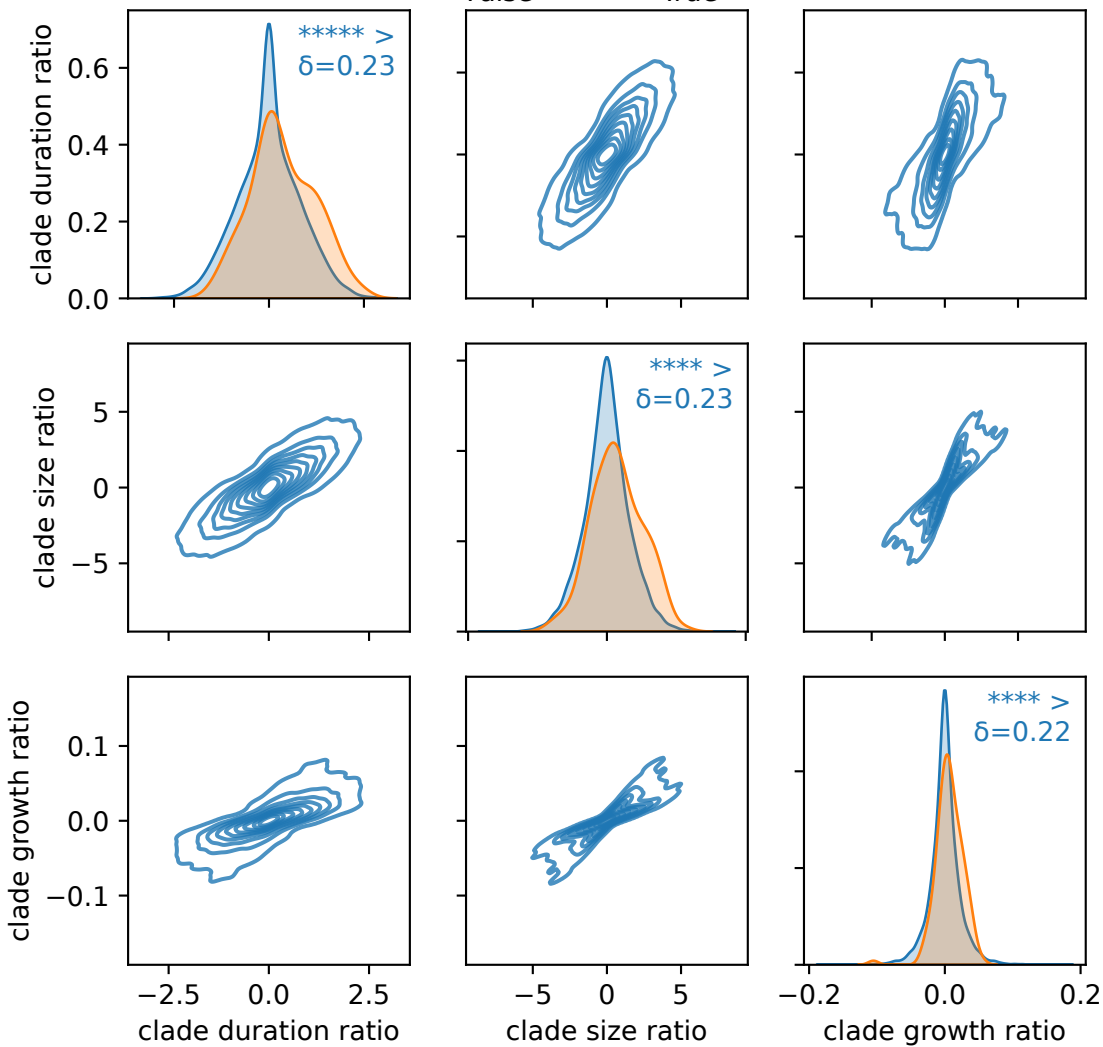 clade duration ratio
0.6
0.4
0.2
0.0
***** >
δ=0.23
clade size ratio
5
0
−5
**** >
δ=0.23
clade growth ratio
0.1
0.0
−0.1
**** >
δ=0.22
−2.5 0.0 2.5
−5 0 5
−0.2 0.0 0.2
clade duration ratio
clade size ratio
clade growth ratio